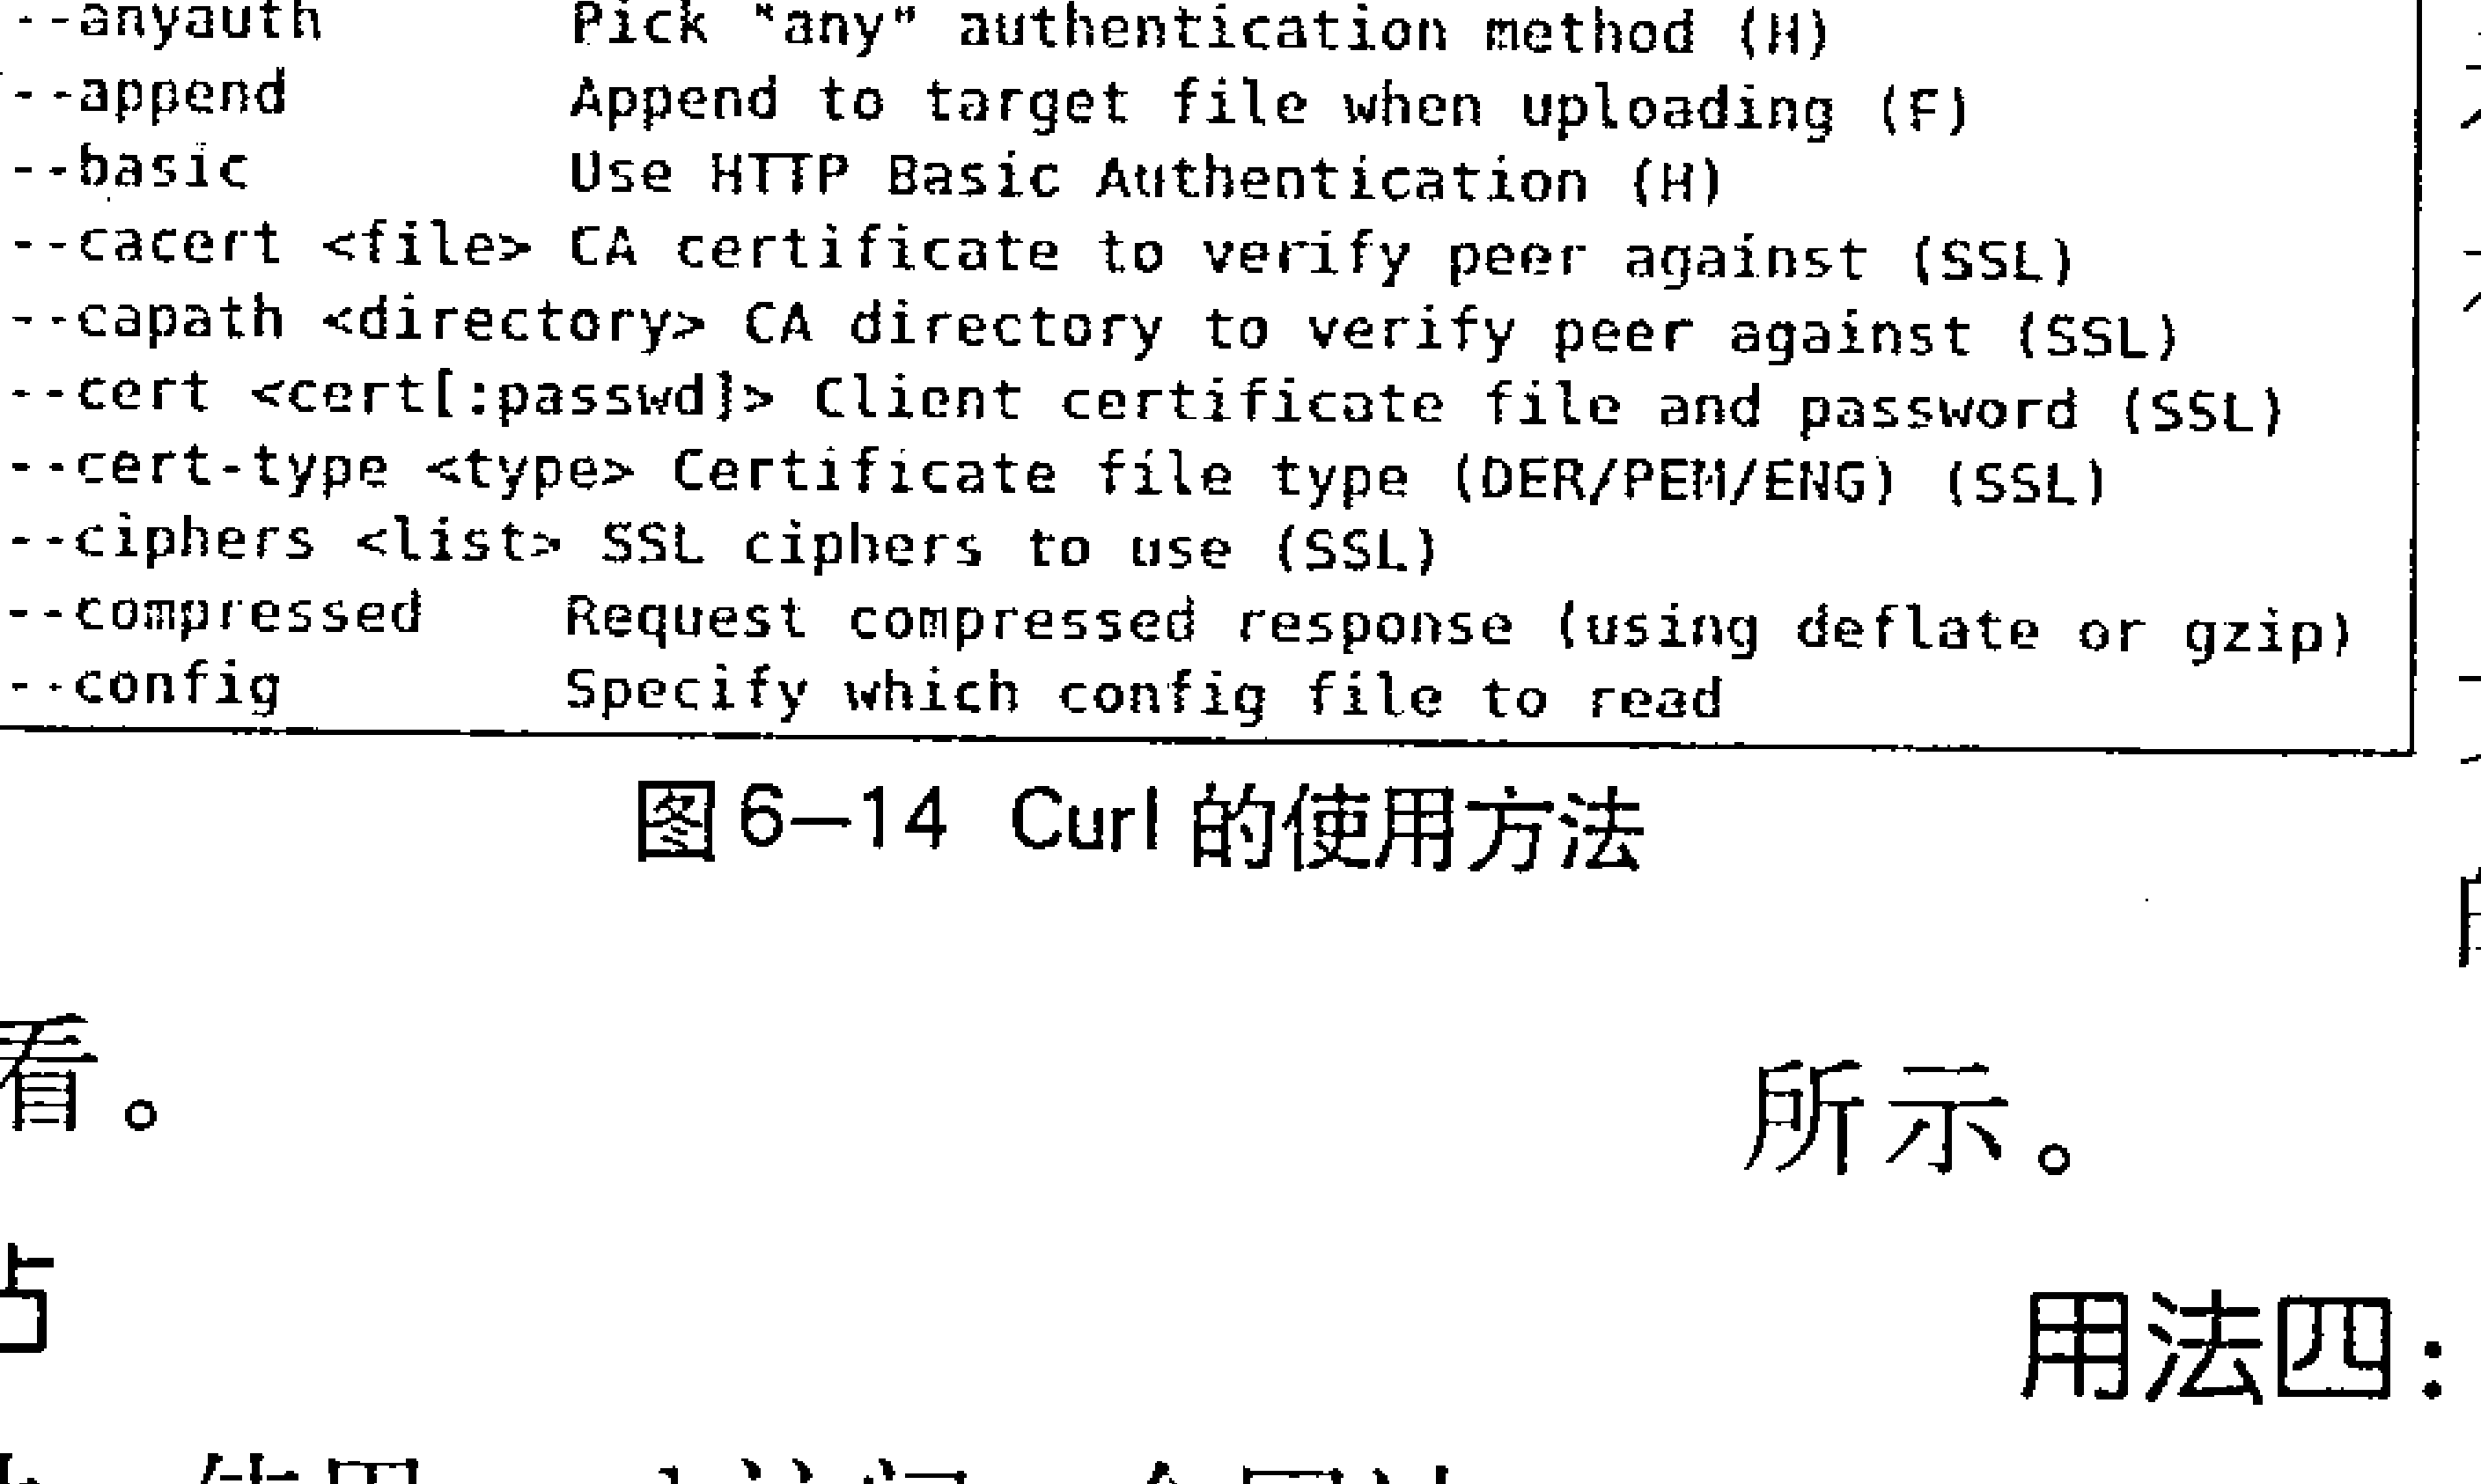 --anyauth Pick "any" authentication method (H)
--append Append to target file when uploading (F)
--basic Use HTTP Basic Authentication (H)
--cacert <file> CA certificate to verify peer against (SSL)
--capath <directory> CA directory to verify peer against (SSL)
--cert <cert[:passwd]> Client certificate file and password (SSL)
--cert-type <type> Certificate file type (DER/PEM/ENG) (SSL)
--ciphers <list> SSL ciphers to use (SSL)
--compressed Request compressed response (using deflate or gzip)
--config Specify which config file to read
图6—14 Curl 的使用方法
看。
所示。
用法四：